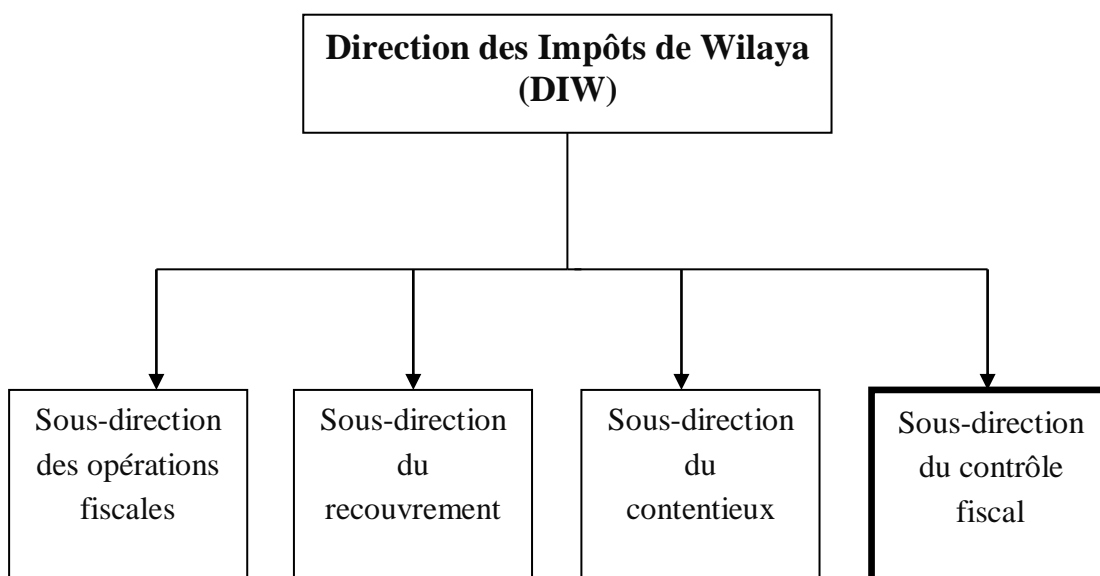 Direction des Impôts de Wilaya
(DIW)
Sous-direction
des opérations
fiscales
Sous-direction
du
recouvrement
Sous-direction
du
contentieux
Sous-direction
du contrôle
fiscal